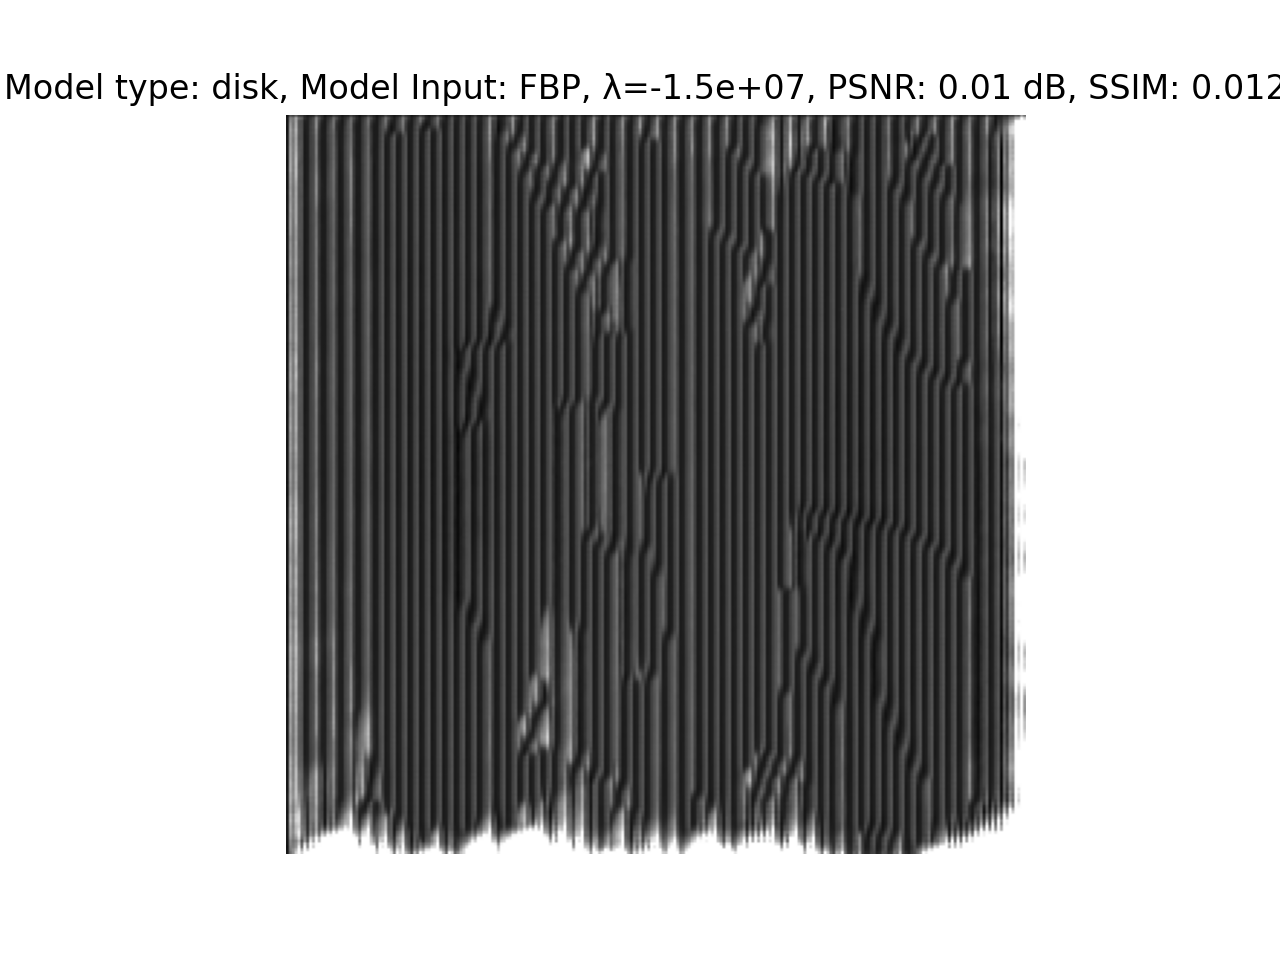 Model type: disk, Model Input: FBP, λ=-1.5e+07, PSNR: 0.01 dB, SSIM: 0.012